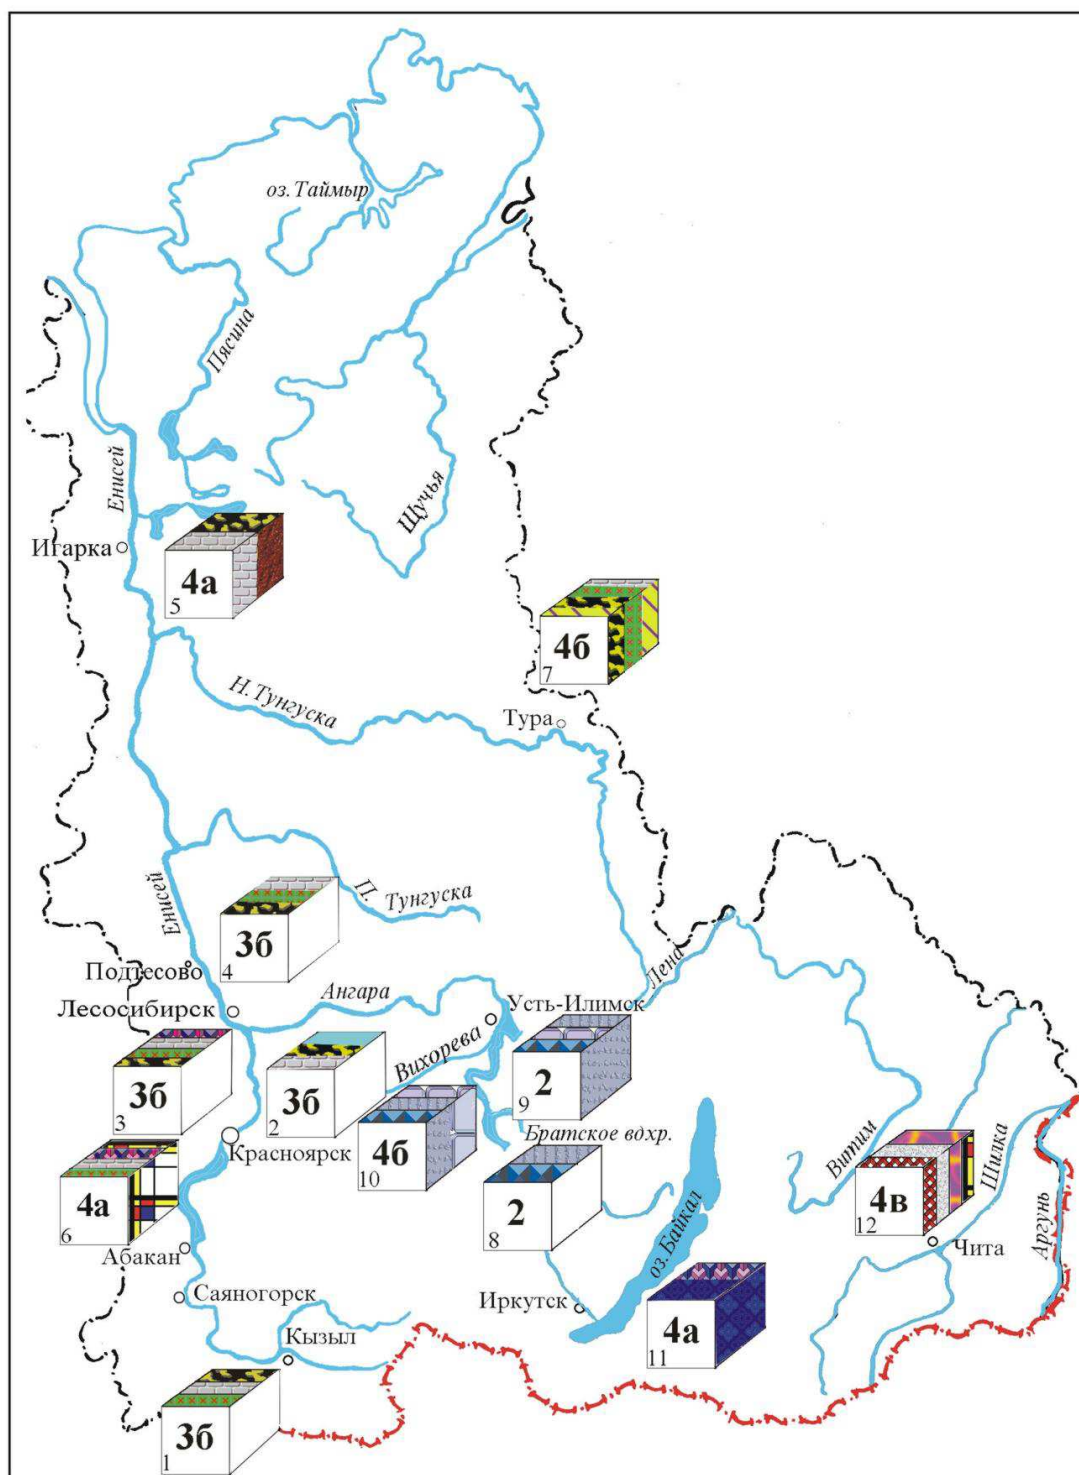 оз. Таймыр
Пясина
Енисей
Щучья
Игарка
4а
5
4б
7
Н. Тунгуска
Тура
Енисей
П. Тунгуска
3б
4
Подтесово
Лена
Ангара
Усть-Илимск
Лесосибирск
Вихорева
3б
3
3б
2
2
9
Братское вдхр.
Красноярск
4б
10
Витим
Шилка
4а
6
2
8
4в
12
Аргунь
оз. Байкал
Чита
Абакан
Саяногорск
Иркутск
4а
11
Кызыл
3б
1